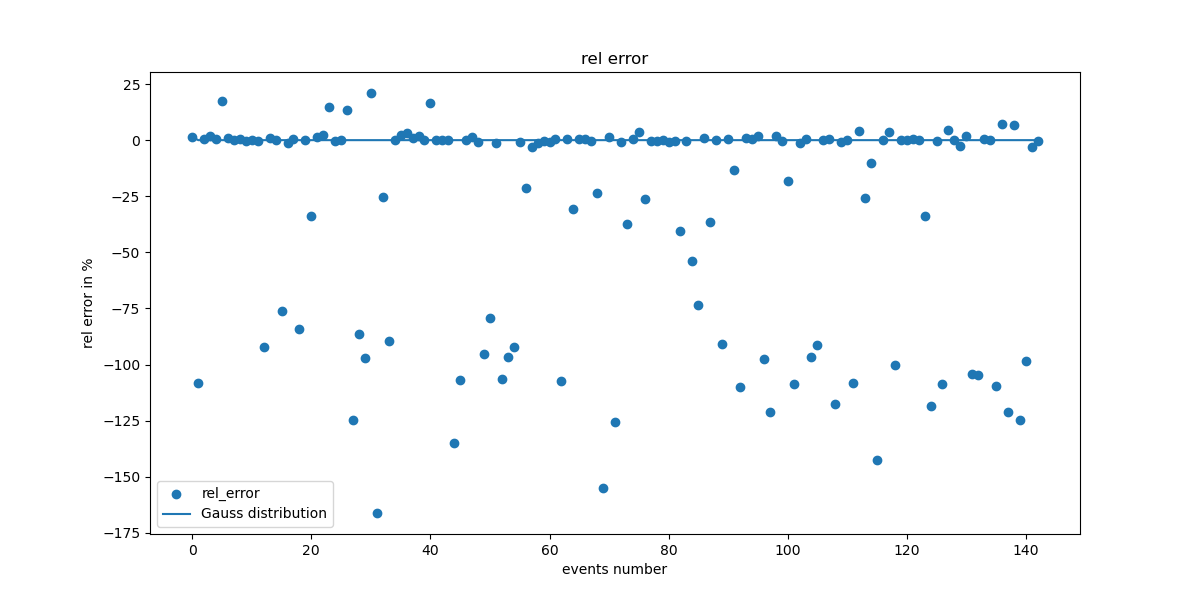 rel error
25
0
−25
−50
−75
−100
−125
−150
−175
rel error in %
rel_error
Gauss distribution
0 20 40 60 80 100 120 140
events number